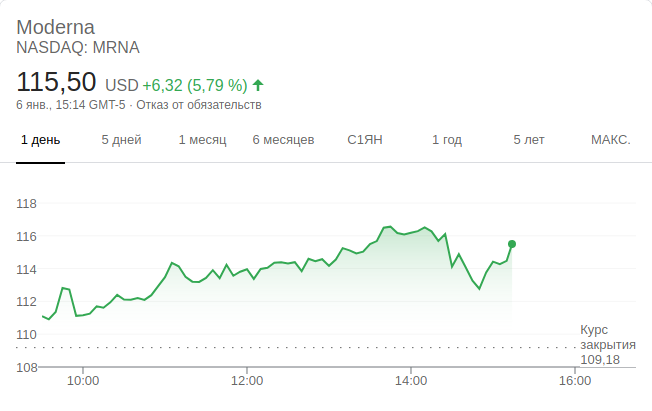 Moderna
NASDAQ: MRNA
115,50 USD +6,32 (5,79 %)
6 янв., 15:14 GMT-5 · Отказ от обязательств
1 день 5 дней 1 месяц 6 месяцев С1ЯН 1 год 5 лет МАКС.
118
116
114
112
110
Курс
закрытия
109,18
108
10:00 12:00 14:00 16:00